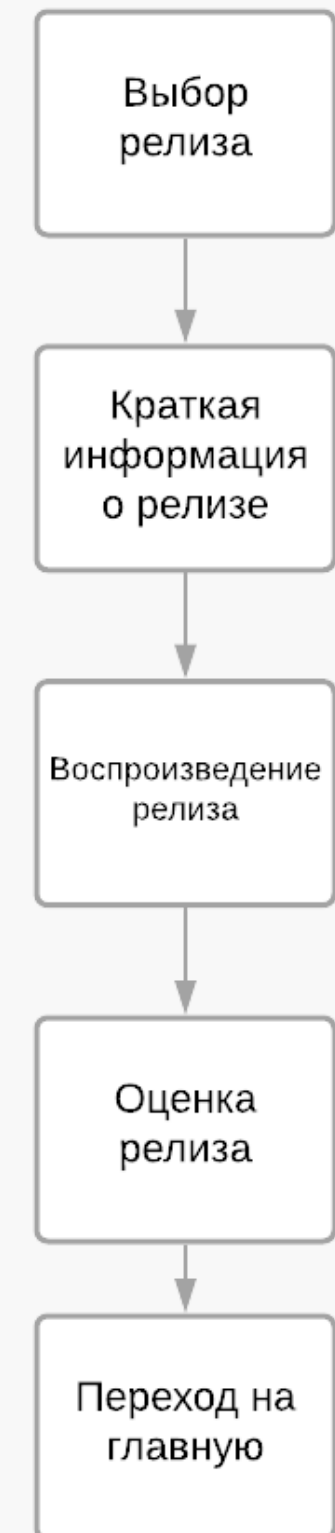 Выбор
релиза
Краткая
информация
о релизе
Воспроизведение
релиза
Оценка
релиза
Переход на
главную